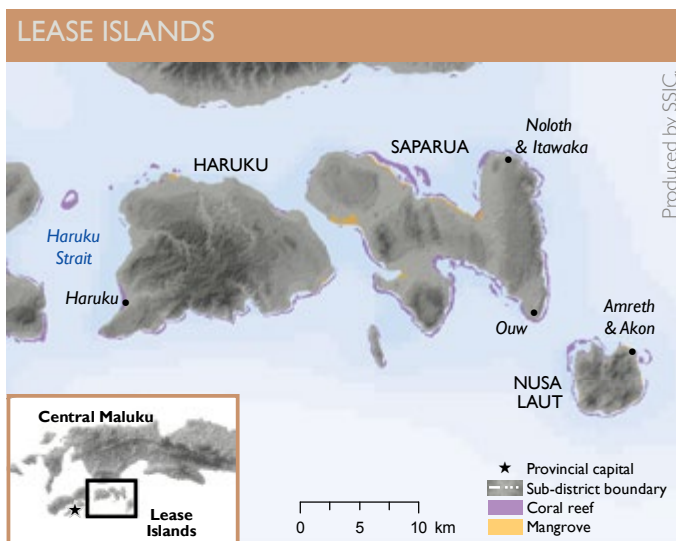 LEASE ISLANDS
Produced by SSIC.
Noloth
& Itawaka
SAPARUA
HARUKU
Haruku
Strait
Haruku
Ouw
Amreth
& Akon
NUSA
LAUT
Central Maluku
Lease
Islands
Provincial capital
Sub-district boundary
Coral reef
Mangrove
0 5 10 km